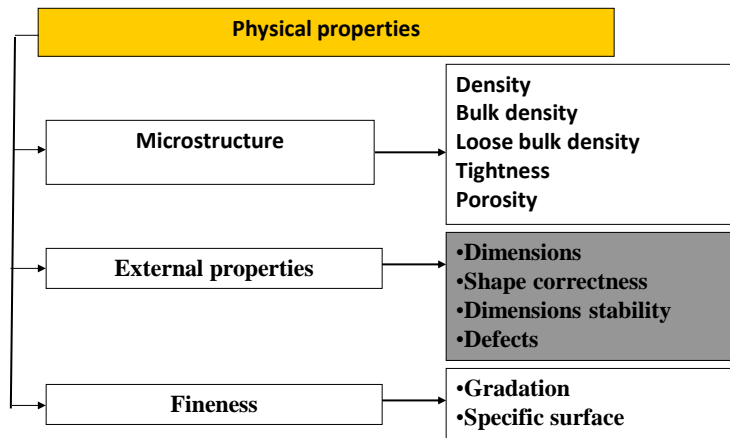 Physical properties
Microstructure
Density
Bulk density
Loose bulk density
Tightness
Porosity
External properties
•Dimensions
•Shape correctness
•Dimensions stability
•Defects
Fineness
•Gradation
•Specific surface